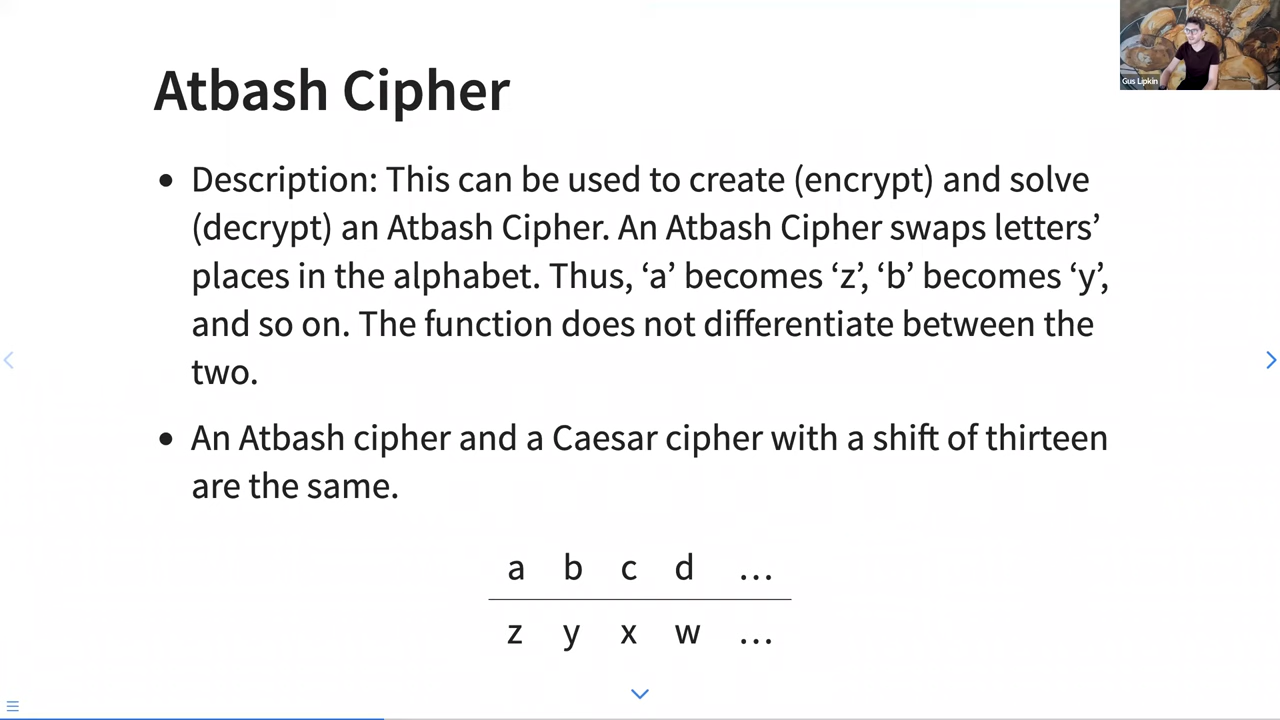 Atbash Cipher
Gus Lipkin
• Description: This can be used to create (encrypt) and solve
(decrypt) an Atbash Cipher. An Atbash Cipher swaps letters’
places in the alphabet. Thus, ‘a’ becomes ‘z’, ‘b’ becomes ‘y’,
and so on. The function does not differentiate between the
two.
• An Atbash cipher and a Caesar cipher with a shift of thirteen
are the same.
a b c d …
z y x w …